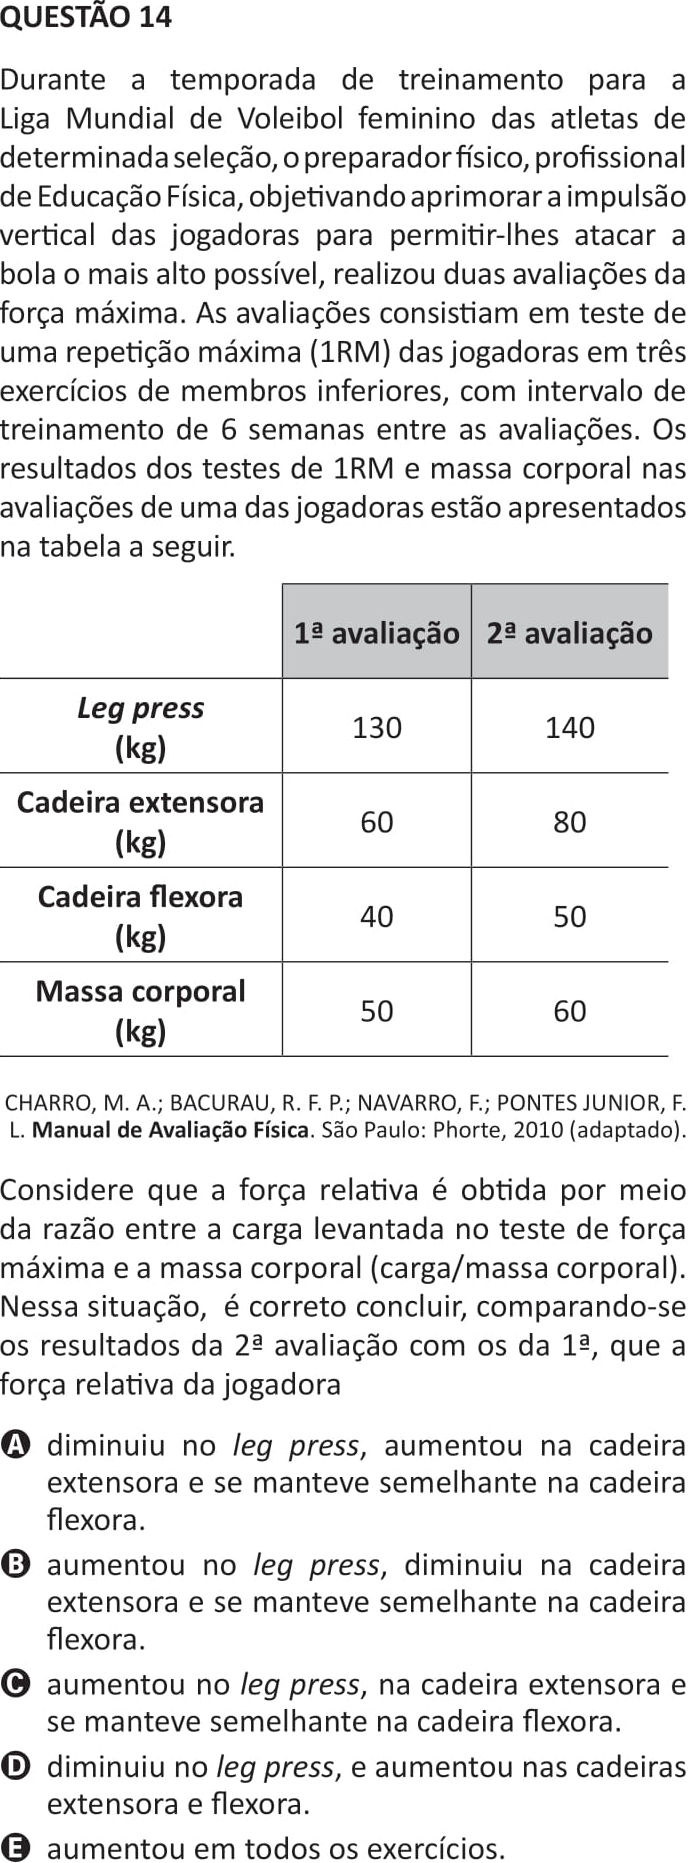 QUESTÃO 14
Durante a temporada de treinamento para a
Liga Mundial de Voleibol feminino das atletas de
determinada seleção, o preparador físico, profissional
de Educação Física, objetivando aprimorar a impulsão
vertical das jogadoras para permitir-lhes atacar a
bola o mais alto possível, realizou duas avaliações da
força máxima. As avaliações consistiam em teste de
uma repetição máxima (1RM) das jogadoras em três
exercícios de membros inferiores, com intervalo de
treinamento de 6 semanas entre as avaliações. Os
resultados dos testes de 1RM e massa corporal nas
avaliações de uma das jogadoras estão apresentados
na tabela a seguir.
1ª avaliação 2ª avaliação
Leg press
(kg)
130 140
Cadeira extensora
(kg)
60 80
Cadeira flexora
(kg)
40 50
Massa corporal
(kg)
50 60
CHARRO, M. A.; BACURAU, R. F. P.; NAVARRO, F.; PONTES JUNIOR, F.
L. Manual de Avaliação Física. São Paulo: Phorte, 2010 (adaptado).
Considere que a força relativa é obtida por meio
da razão entre a carga levantada no teste de força
máxima e a massa corporal (carga/massa corporal).
Nessa situação, é correto concluir, comparando-se
os resultados da 2ª avaliação com os da 1ª, que a
força relativa da jogadora
A diminuiu no leg press, aumentou na cadeira
extensora e se manteve semelhante na cadeira
flexora.
B aumentou no leg press, diminuiu na cadeira
extensora e se manteve semelhante na cadeira
flexora.
C aumentou no leg press, na cadeira extensora e
se manteve semelhante na cadeira flexora.
D diminuiu no leg press, e aumentou nas cadeiras
extensora e flexora.
E aumentou em todos os exercícios.